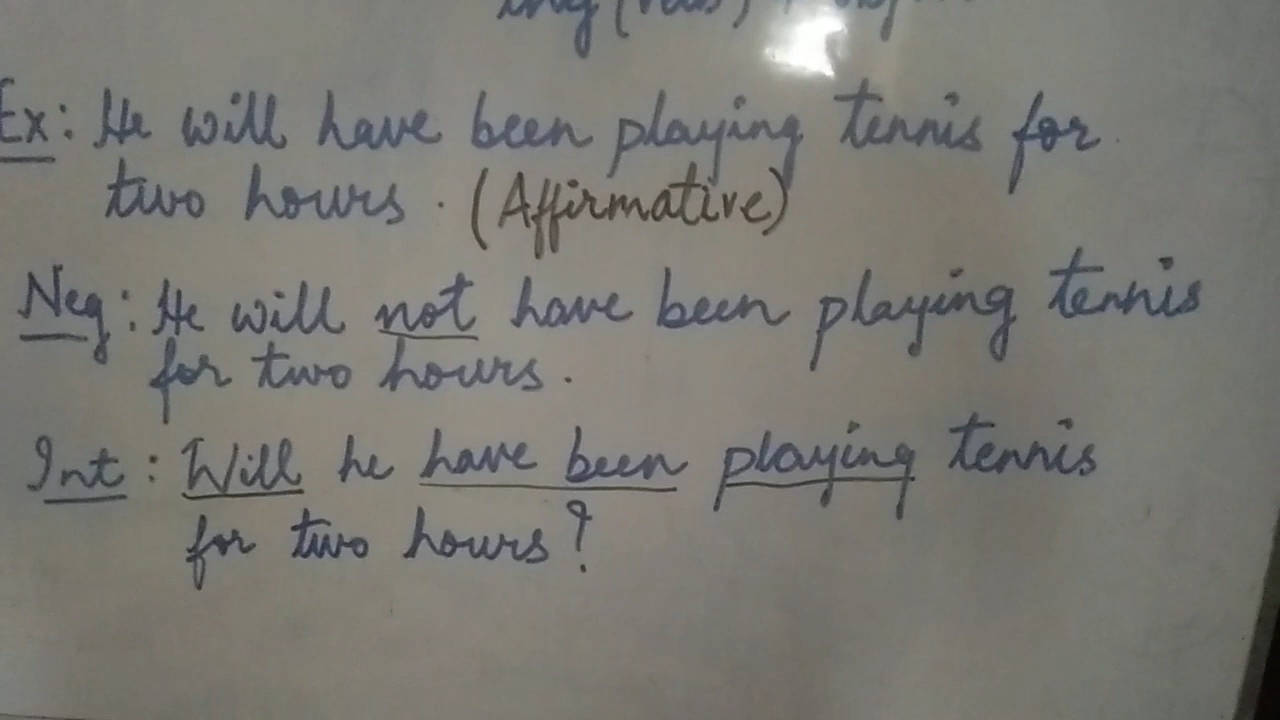 Ex: He will have been playing tennis for
two hours. (Affirmative)
Neg: He will not have been playing tennis
for two hours.
Int: Will he have been playing tennis
for two hours?